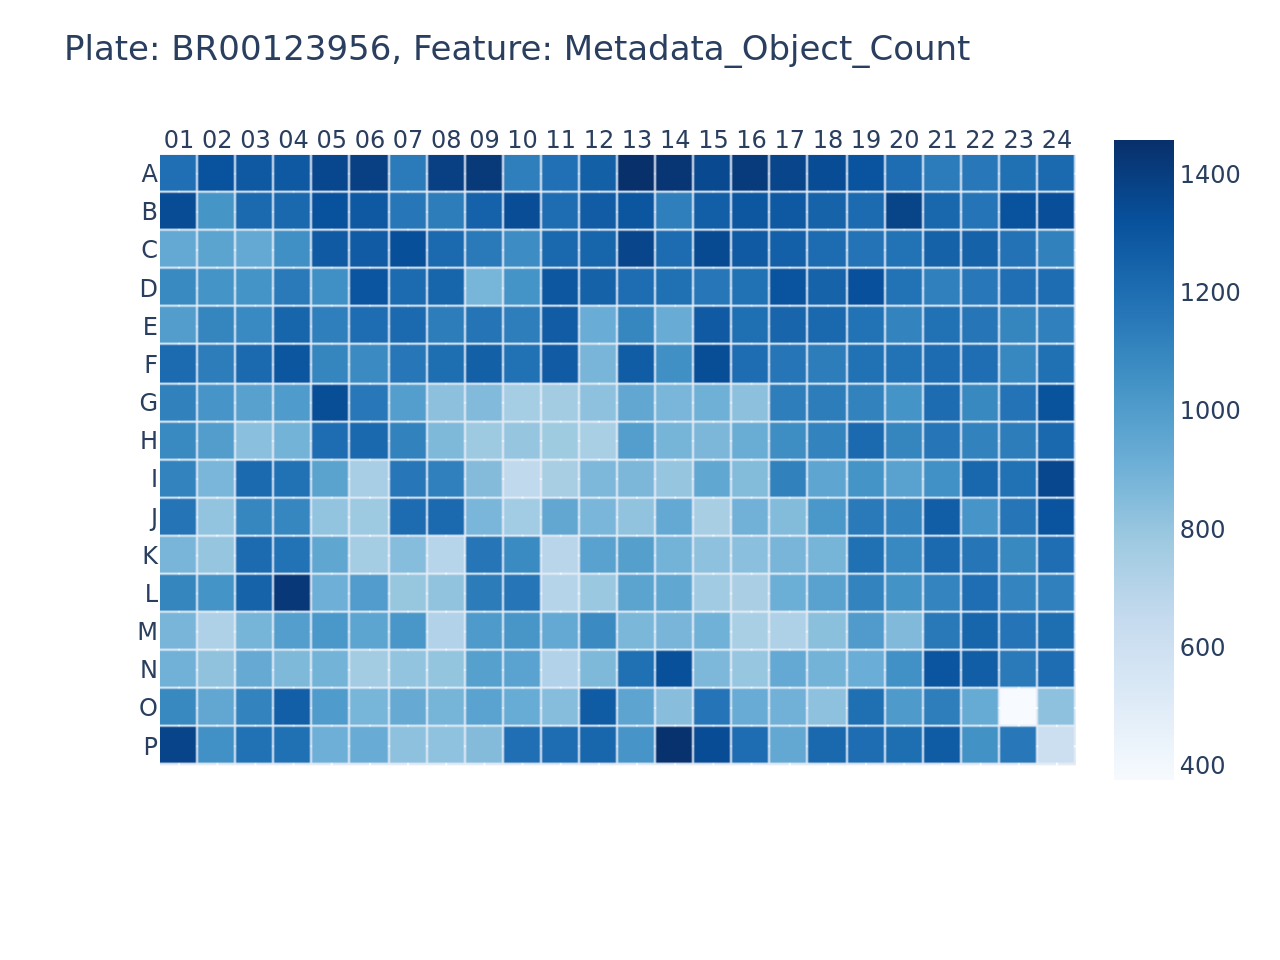 Plate: BR00123956, Feature: Metadata_Object_Count
01 02 03 04 05 06 07 08 09 10 11 12 13 14 15 16 17 18 19 20 21 22 23 24
A
B
C
D
E
F
G
H
I
J
K
L
M
N
O
P
1400
1200
1000
800
600
400